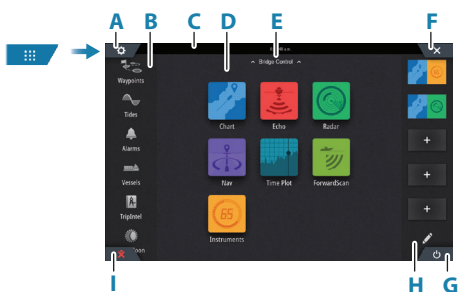 A B C D E F
Bridge Control
Waypoints
Tides
Alarms
Vessels
TripIntel
Chart Echo Radar
Nav Time Plot ForwardScan
65
Instruments
I H G